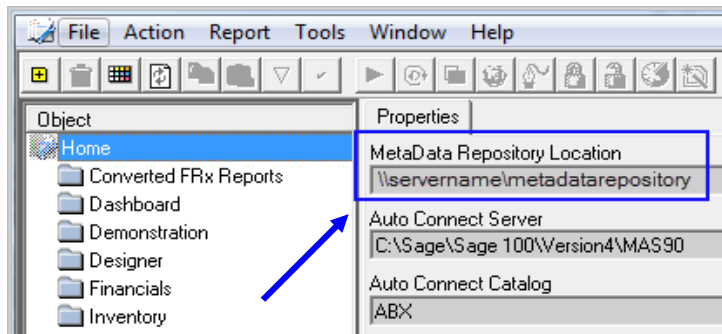 File Action Report Tools Window Help
Object
Home
Converted FRx Reports
Dashboard
Demonstration
Designer
Financials
Inventory
Properties
MetaData Repository Location
\\servername\metadatarepository
Auto Connect Server
C:\Sage\Sage 100\Version4\MAS90
Auto Connect Catalog
ABX